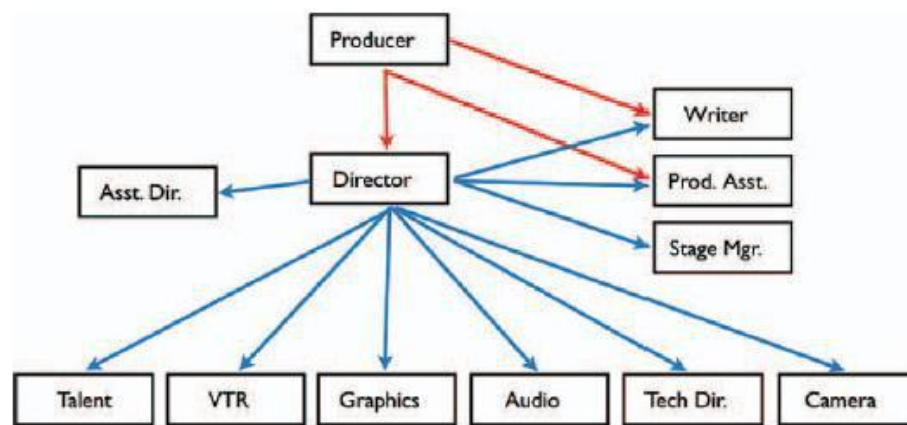 Producer
Writer
Director
Prod. Asst.
Asst. Dir.
Stage Mgr.
Talent
VTR
Graphics
Audio
Tech Dir.
Camera